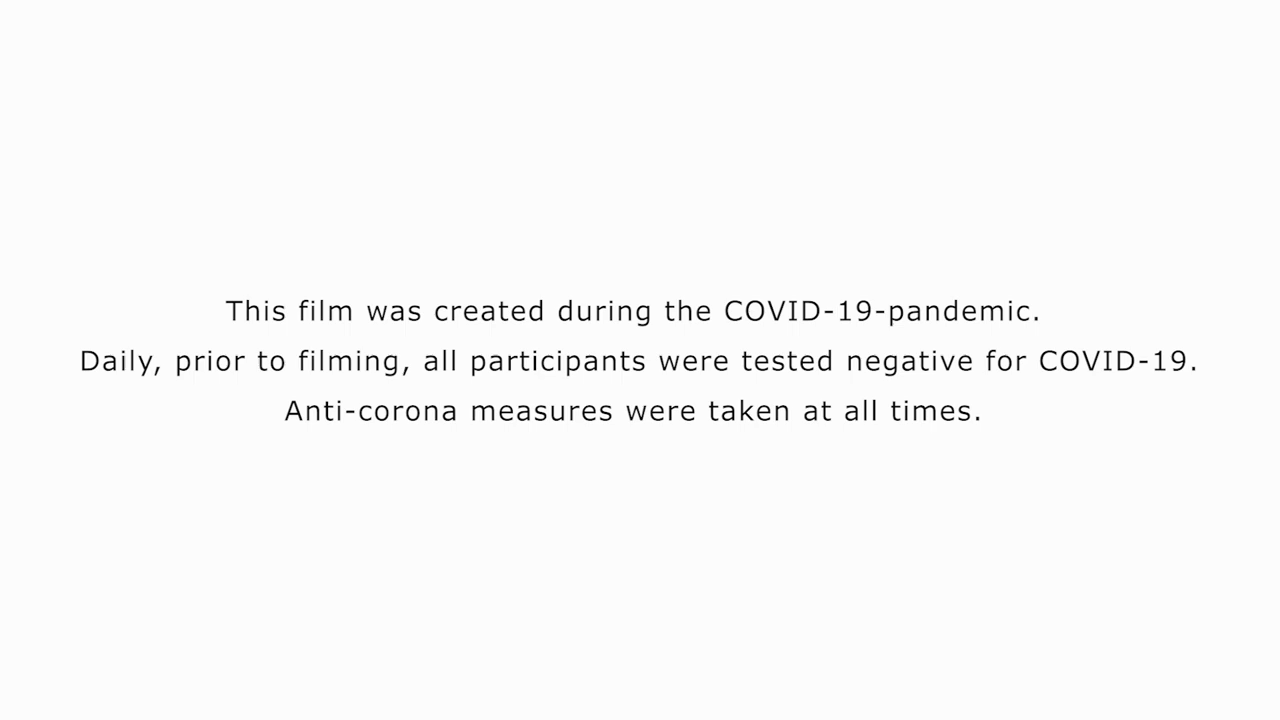 This film was created during the COVID-19-pandemic.
Daily, prior to filming, all participants were tested negative for COVID-19.
Anti-corona measures were taken at all times.